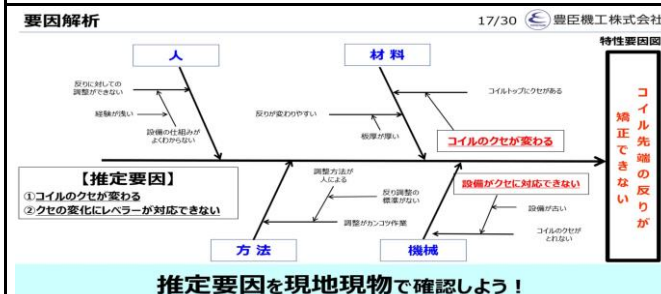 要因解析
17/30 豊臣機工株式会社
特性要因図
人
材料
反りに対しての
調整ができない
経験が浅い
設備の仕組みが
よくわからない
反りが変わりやすい
板厚が厚い
コイルトップにクセがある
コイルのクセが変わる
コイル先端の反りが
矯正できない
【推定要因】
①コイルのクセが変わる
②クセの変化にレベラーが対応できない
調整方法が
人による
反り調整の
標準がない
調整がカンコツ作業
設備がクセに対応できない
設備が古い
コイルのクセが
とれない
方法
機械
推定要因を現地現物で確認しよう！